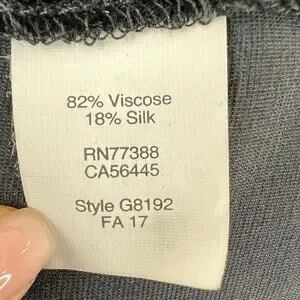 82% Viscose
18% Silk
RN77388
CA56445
Style G8192
FA 17